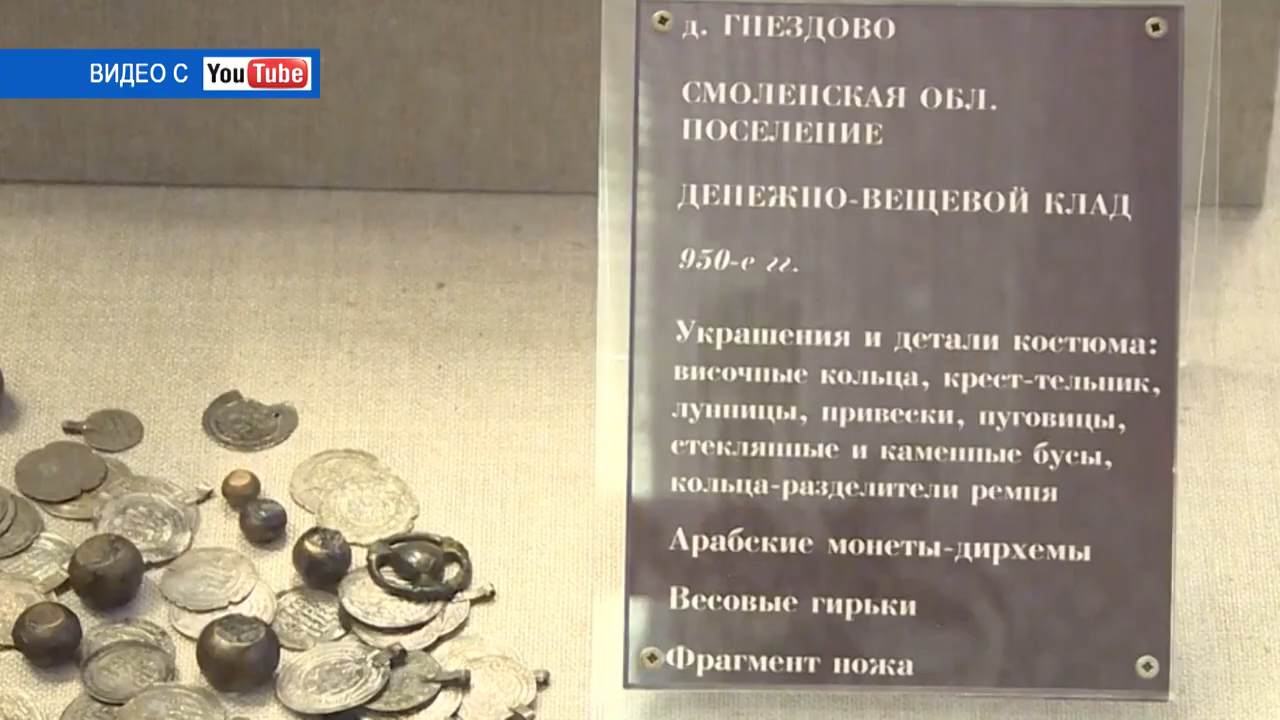 ВИДЕО С YouTube
д. ГНЕЗДОВО
СМОЛЕНСКАЯ ОБЛ.
ПОСЕЛЕНИЕ
ДЕНЕЖНО-ВЕЩЕВОЙ КЛАД
950-е гг.
Украшения и детали костюма:
височные кольца, крест-тельник,
лунницы, привески, пуговицы,
стеклянные и каменные бусы,
кольца-разделители ремня
Арабские монеты-дирхемы
Весовые гирьки
Фрагмент ножа